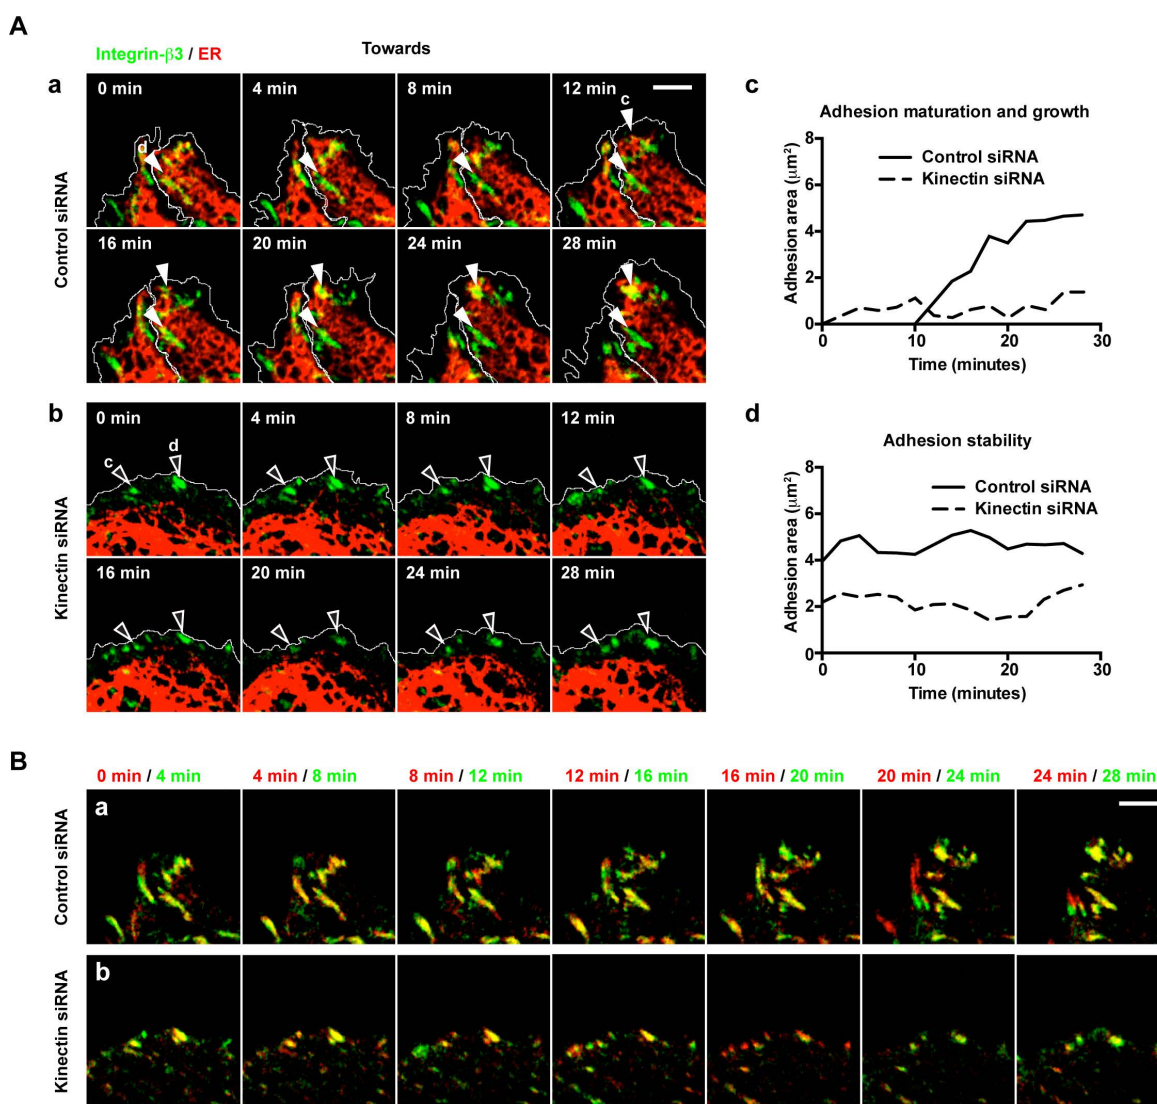 A
Integrin-β3 / ER
Towards
a
Control siRNA
0 min
4 min
8 min
12 min
d
c
16 min
20 min
24 min
28 min
b
Kinectin siRNA
0 min
4 min
8 min
12 min
c
d
16 min
20 min
24 min
28 min
c
Adhesion maturation and growth
Adhesion area (μm²)
8
6
4
2
0
Control siRNA
Kinectin siRNA
0
10
20
30
Time (minutes)
d
Adhesion stability
Adhesion area (μm²)
8
6
4
2
0
Control siRNA
Kinectin siRNA
0
10
20
30
Time (minutes)
B
0 min / 4 min
4 min / 8 min
8 min / 12 min
12 min / 16 min
16 min / 20 min
20 min / 24 min
24 min / 28 min
a
Control siRNA
b
Kinectin siRNA